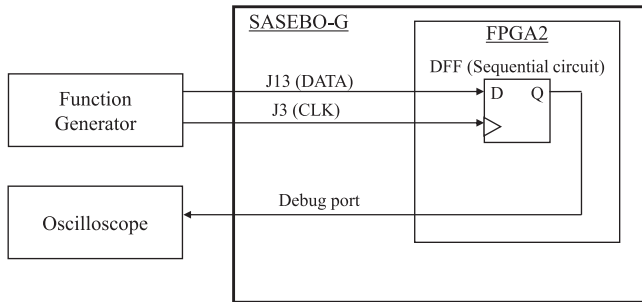 SASEBO-G
FPGA2
DFF (Sequential circuit)
Function
Generator
J13 (DATA)
J3 (CLK)
D
Q
Debug port
Oscilloscope